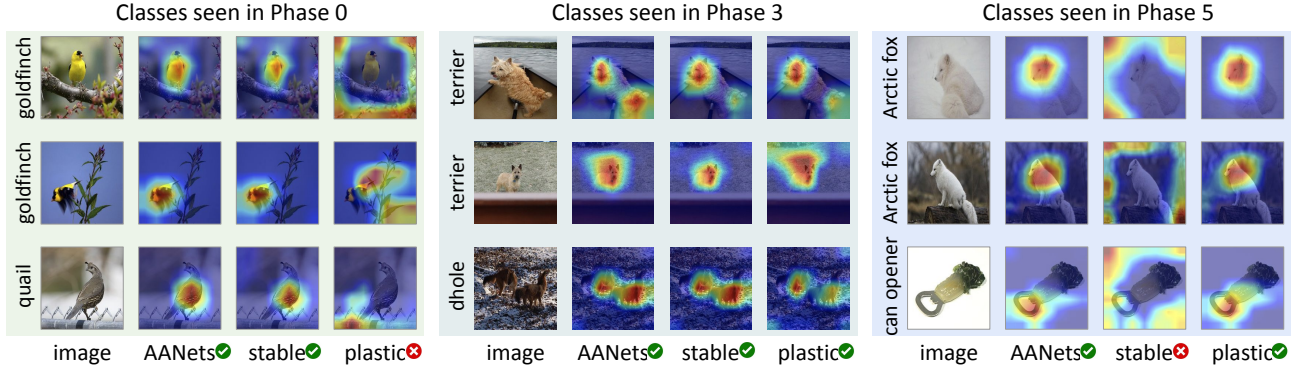 Classes seen in Phase 0
goldfinch
goldfinch
quail
image AANets stable plastic
Classes seen in Phase 3
terrier
terrier
dhole
image AANets stable plastic
Classes seen in Phase 5
Arctic fox
Arctic fox
can opener
image AANets stable plastic